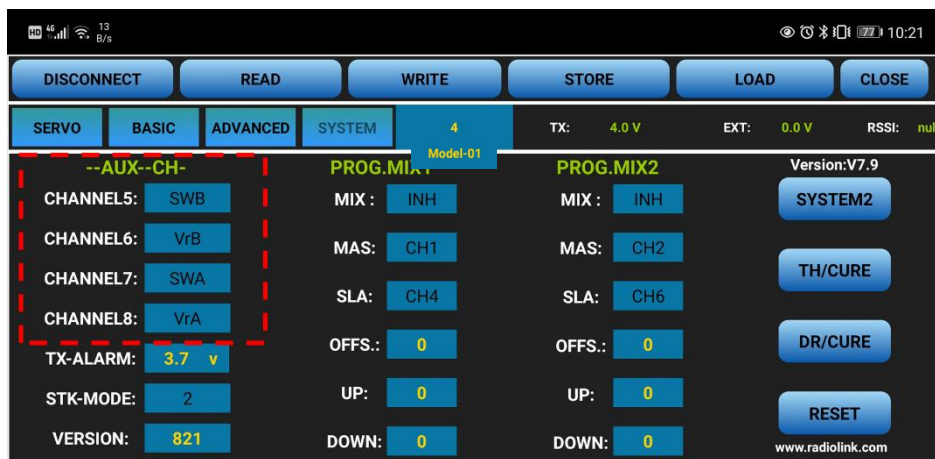 HD 4G 13 B/s 77 10:21
DISCONNECT READ WRITE STORE LOAD CLOSE
SERVO BASIC ADVANCED SYSTEM 4 TX: 4.0 V EXT: 0.0 V RSSI: nul
Model-01
--AUX--CH- PROG.MIX1 PROG.MIX2 Version:V7.9
CHANNEL5: SWB MIX : INH MIX : INH SYSTEM2
CHANNEL6: VrB MAS: CH1 MAS: CH2
CHANNEL7: SWA TH/CURE
SLA: CH4 SLA: CH6
CHANNEL8: VrA
OFFS.: 0 OFFS.: 0 DR/CURE
TX-ALARM: 3.7 v
STK-MODE: 2 UP: 0 UP: 0
RESET
VERSION: 821 DOWN: 0 DOWN: 0 www.radiolink.com